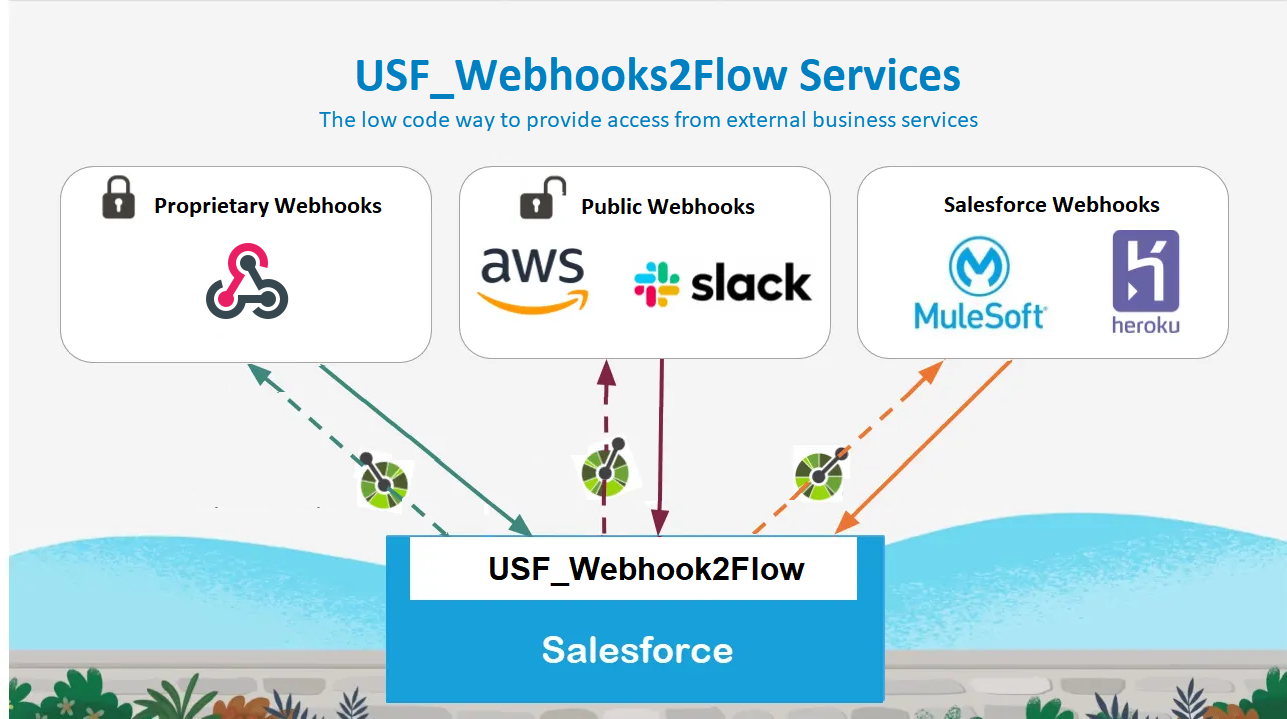 USF_Webhooks2Flow Services
The low code way to provide access from external business services
Proprietary Webhooks
Public Webhooks
aws
slack
Salesforce Webhooks
MuleSoft
heroku
USF_Webhook2Flow
Salesforce